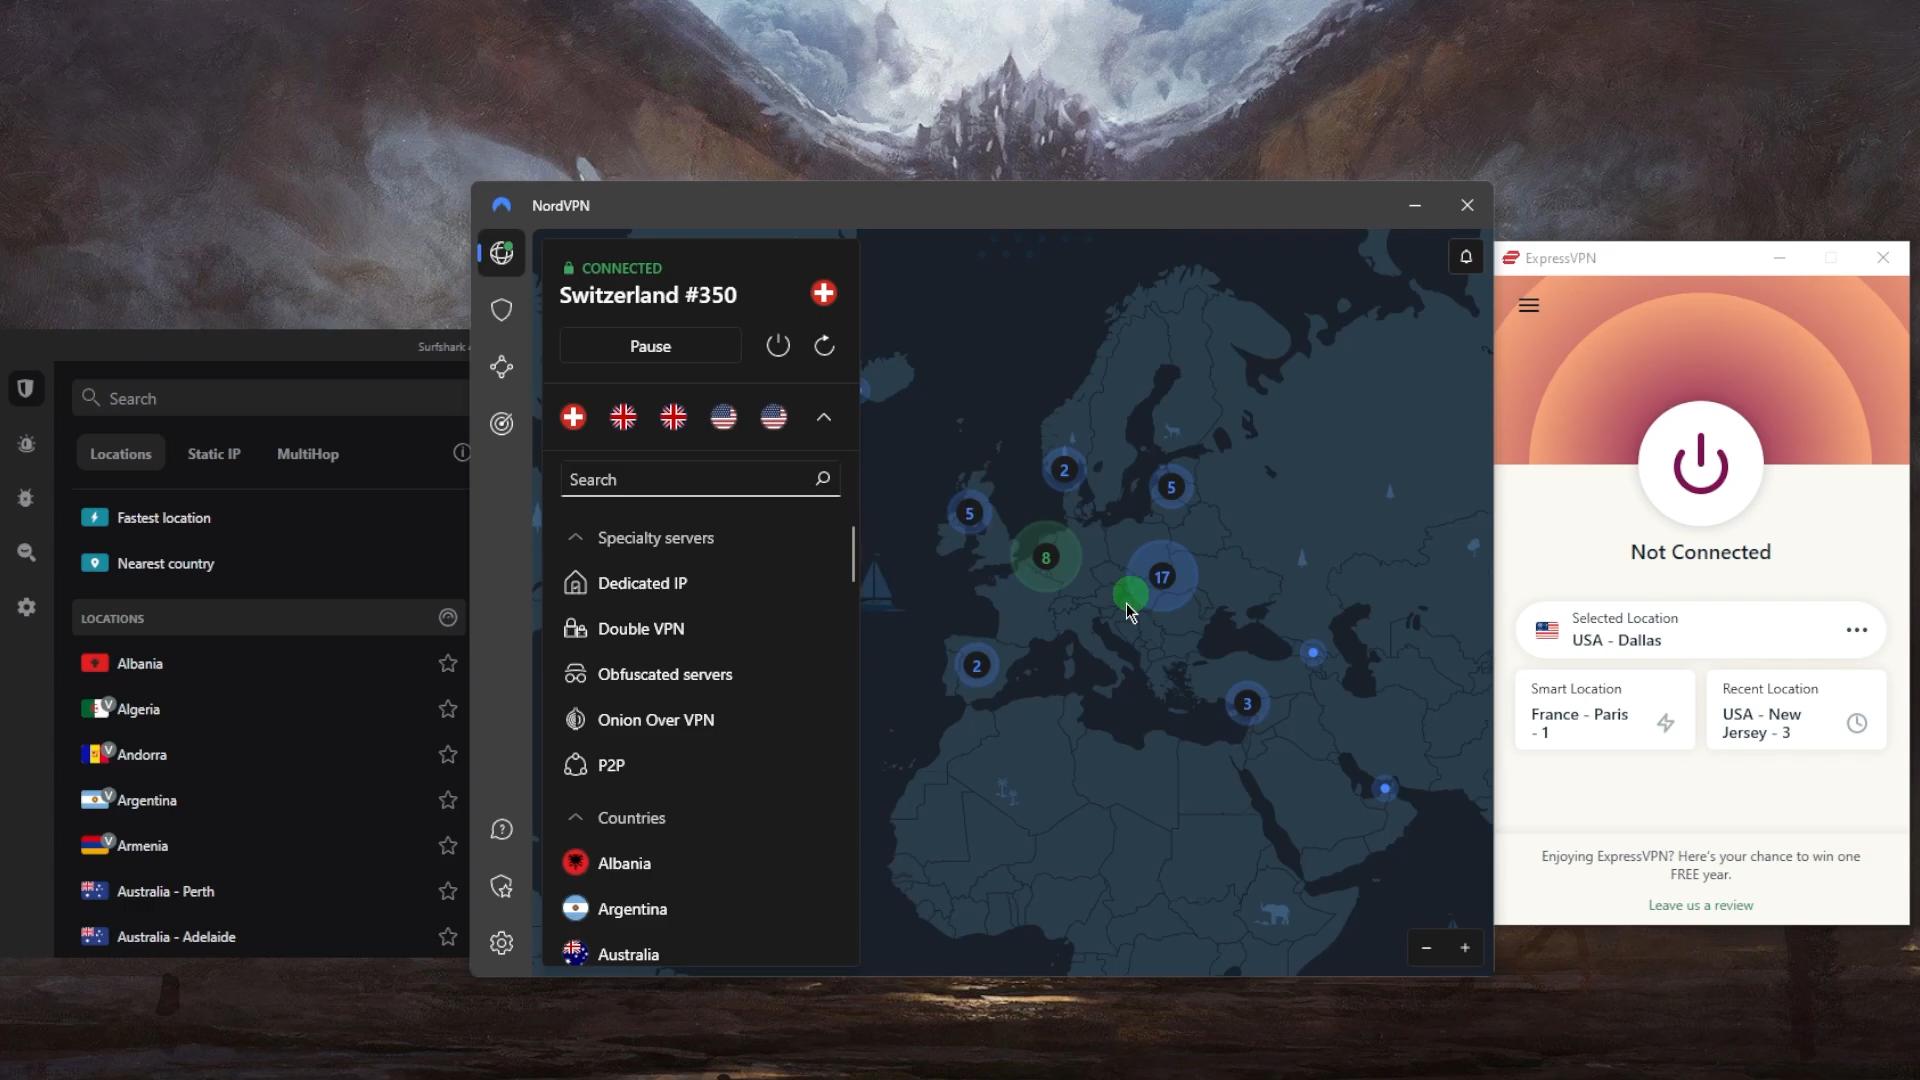 Surfshark
Search
Locations
Static IP
MultiHop
Fastest location
Nearest country
LOCATIONS
Albania
V
Algeria
V
Andorra
V
Argentina
V
Armenia
Australia - Perth
Australia - Adelaide
NordVPN
CONNECTED
Switzerland #350
Pause
Search
Specialty servers
Dedicated IP
Double VPN
Obfuscated servers
Onion Over VPN
P2P
Countries
Albania
Argentina
Australia
2
5
5
8
17
2
3
ExpressVPN
Not Connected
Selected Location
USA - Dallas
Smart Location
France - Paris
- 1
Recent Location
USA - New
Jersey - 3
Enjoying ExpressVPN? Here's your chance to win one
FREE year.
Leave us a review